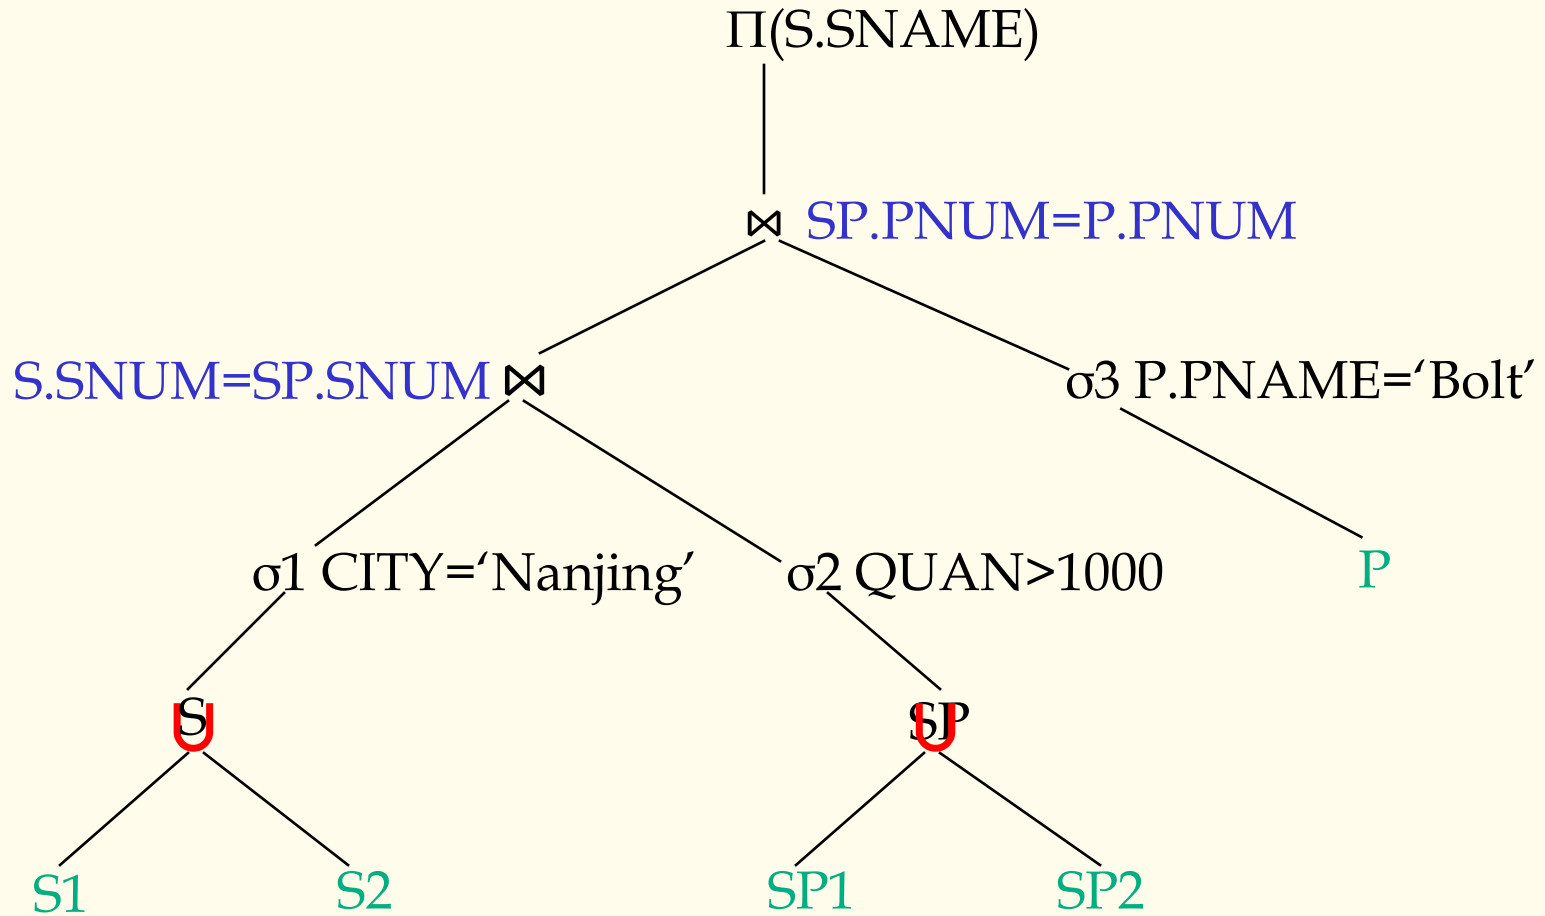 Π(S.SNAME)
⋈ SP.PNUM=P.PNUM
S.SNUM=SP.SNUM ⋈
σ3 P.PNAME=‘Bolt’
σ1 CITY=‘Nanjing’
σ2 QUAN>1000
P
S
SP
S1
S2
SP1
SP2